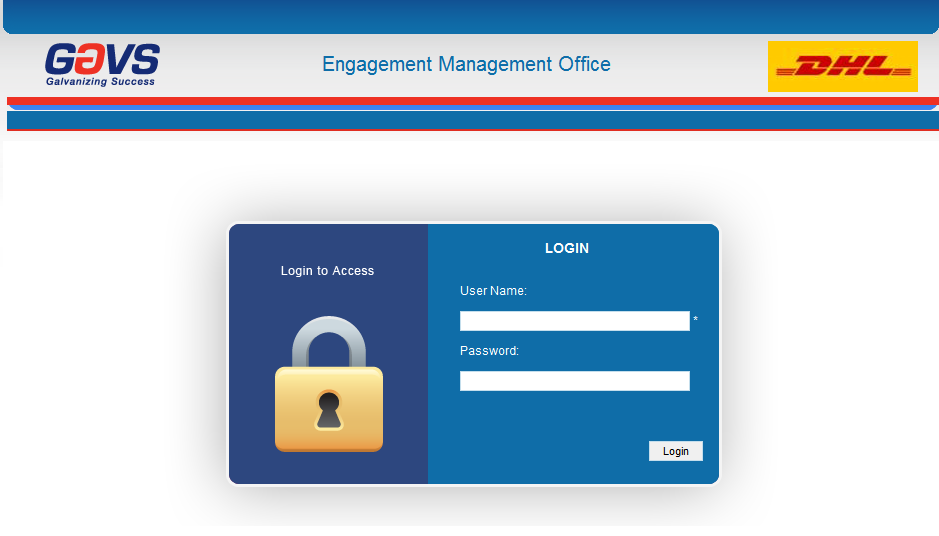 GAVS
Galvanizing Success
Engagement Management Office
DHL
Login to Access
LOGIN
User Name:
*
Password:
Login